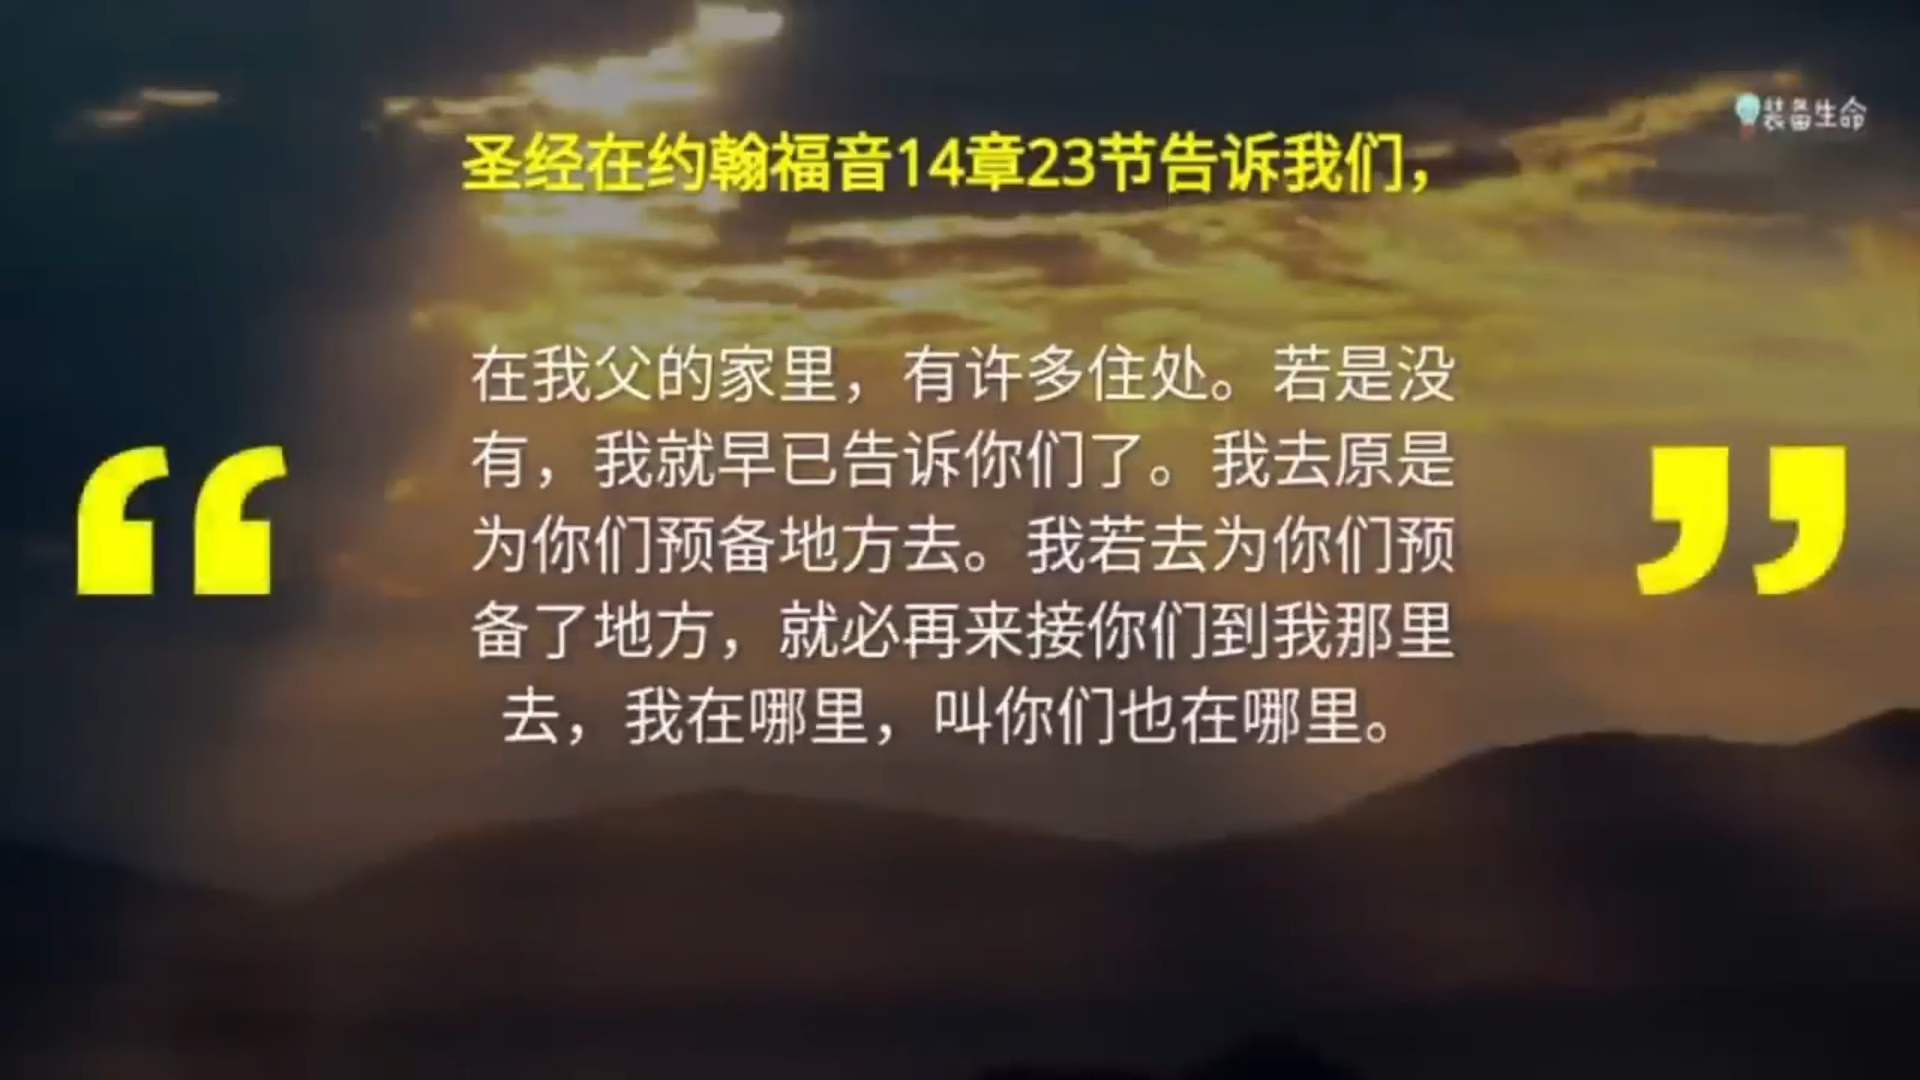 装备生命
圣经在约翰福音14章23节告诉我们，
在我父的家里，有许多住处。若是没
有，我就早已告诉你们了。我去原是
为你们预备地方去。我若去为你们预
备了地方，就必再来接你们到我那里
去，我在哪里，叫你们也在哪里。